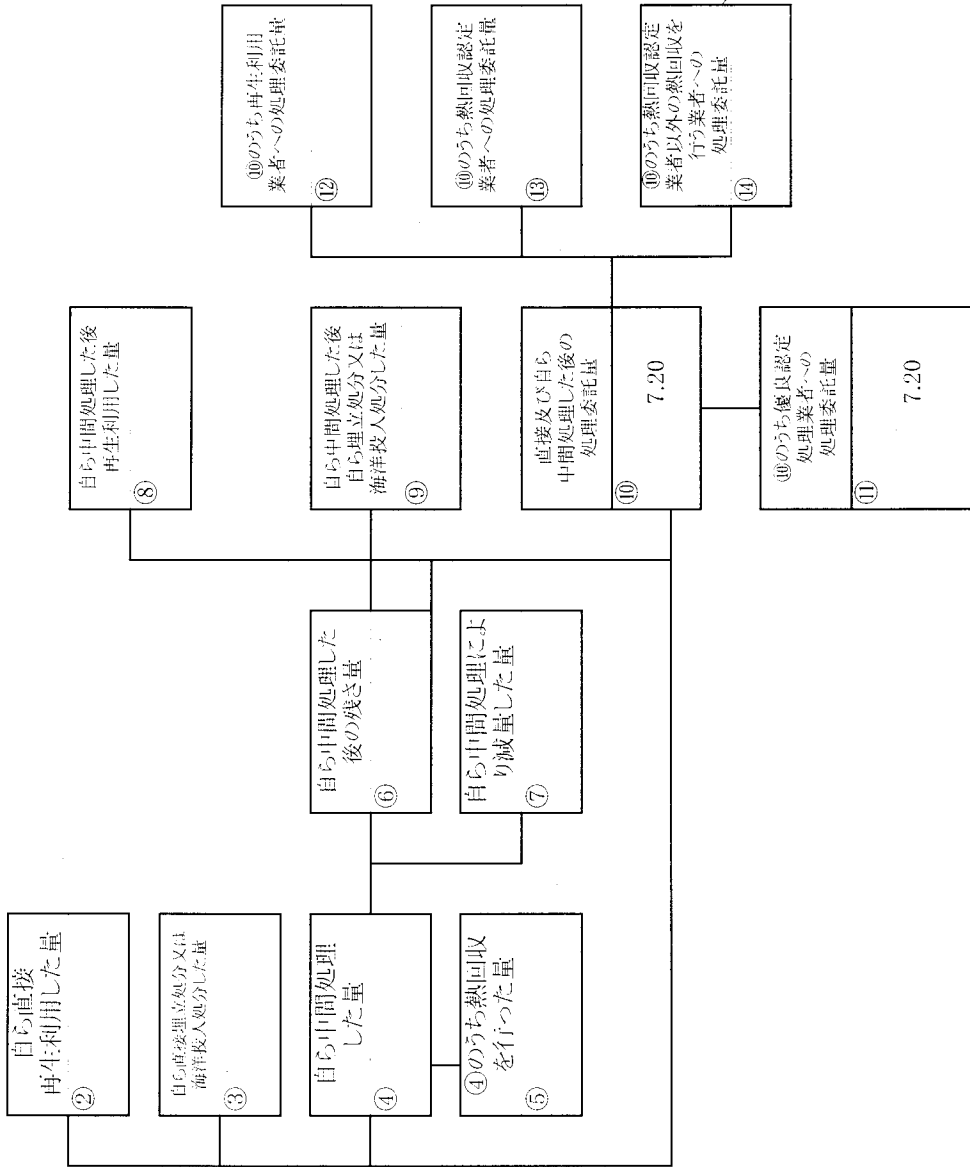 自ら直接
再生利用した量
②
自ら直接埋立処分又は
海洋投入処分した量
③
自ら中間処理
した量
④
④のうち熱回収
を行った量
⑤
自ら中間処理した
後の残さ量
⑥
自ら中間処理によ
り減量した量
⑦
自ら中間処理した後
再生利用した量
⑧
自ら中間処理した後
自ら埋立処分又は
海洋投入処分した量
⑨
直接及び自ら
中間処理した後の
処理委託量
⑩
7.20
⑩のうち優良認定
処理業者への
処理委託量
⑪
7.20
⑩のうち再生利用
業者への処理委託量
⑫
⑩のうち熱回収認定
業者への処理委託量
⑬
⑩のうち熱回収認定
業者以外の熱回収を
行う業者への
処理委託量
⑭